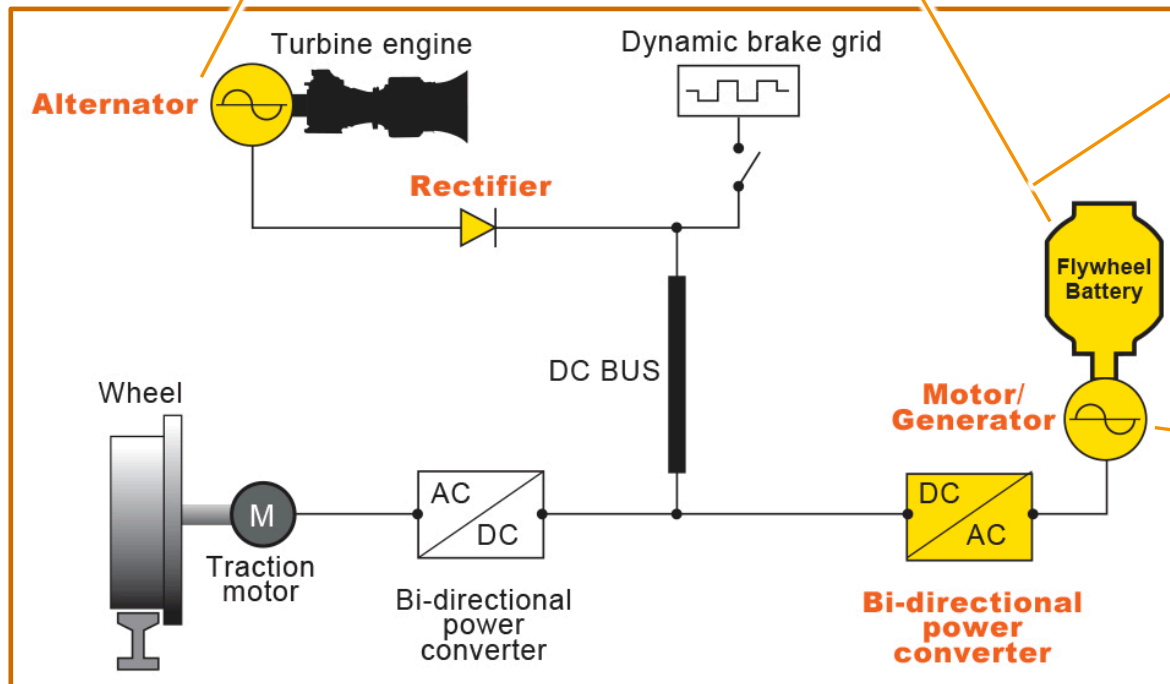 Turbine engine
Dynamic brake grid
Alternator
Rectifier
Flywheel
Battery
DC BUS
Wheel
Motor/
Generator
AC
DC
DC
AC
M
Traction
motor
Bi-directional
power
converter
Bi-directional
power
converter